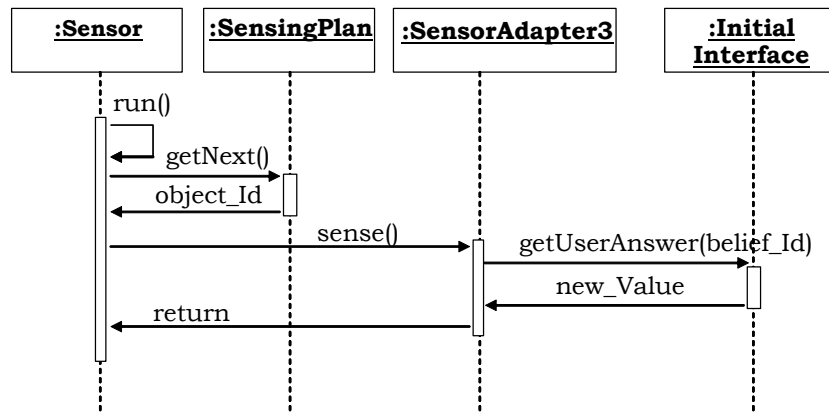 :Sensor
:SensingPlan
:SensorAdapter3
:Initial
Interface
run()
getNext()
object_Id
sense()
getUserAnswer(belief_Id)
new_Value
return